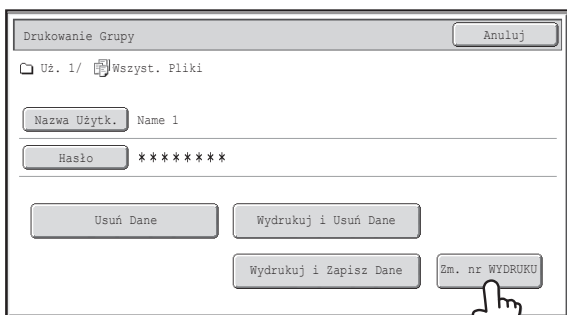 Drukowanie Grupy
Anuluj
Uż. 1/ Wszyst. Pliki
Nazwa Użytk. Name 1
Hasło ********
Usuń Dane Wydrukuj i Usuń Dane
Wydrukuj i Zapisz Dane Zm. nr WYDRUKU